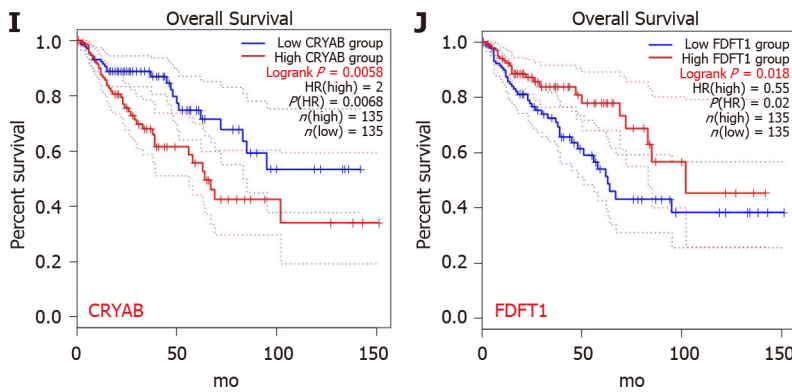 I
Overall Survival
Low CRYAB group
High CRYAB group
Logrank P = 0.0058
HR(high) = 2
P(HR) = 0.0068
n(high) = 135
n(low) = 135
Percent survival
1.0
0.8
0.6
0.4
0.2
0.0
CRYAB
0 50 100 150
mo
J
Overall Survival
Low FDFT1 group
High FDFT1 group
Logrank P = 0.018
HR(high) = 0.55
P(HR) = 0.02
n(high) = 135
n(low) = 135
Percent survival
1.0
0.8
0.6
0.4
0.2
0.0
FDFT1
0 50 100 150
mo